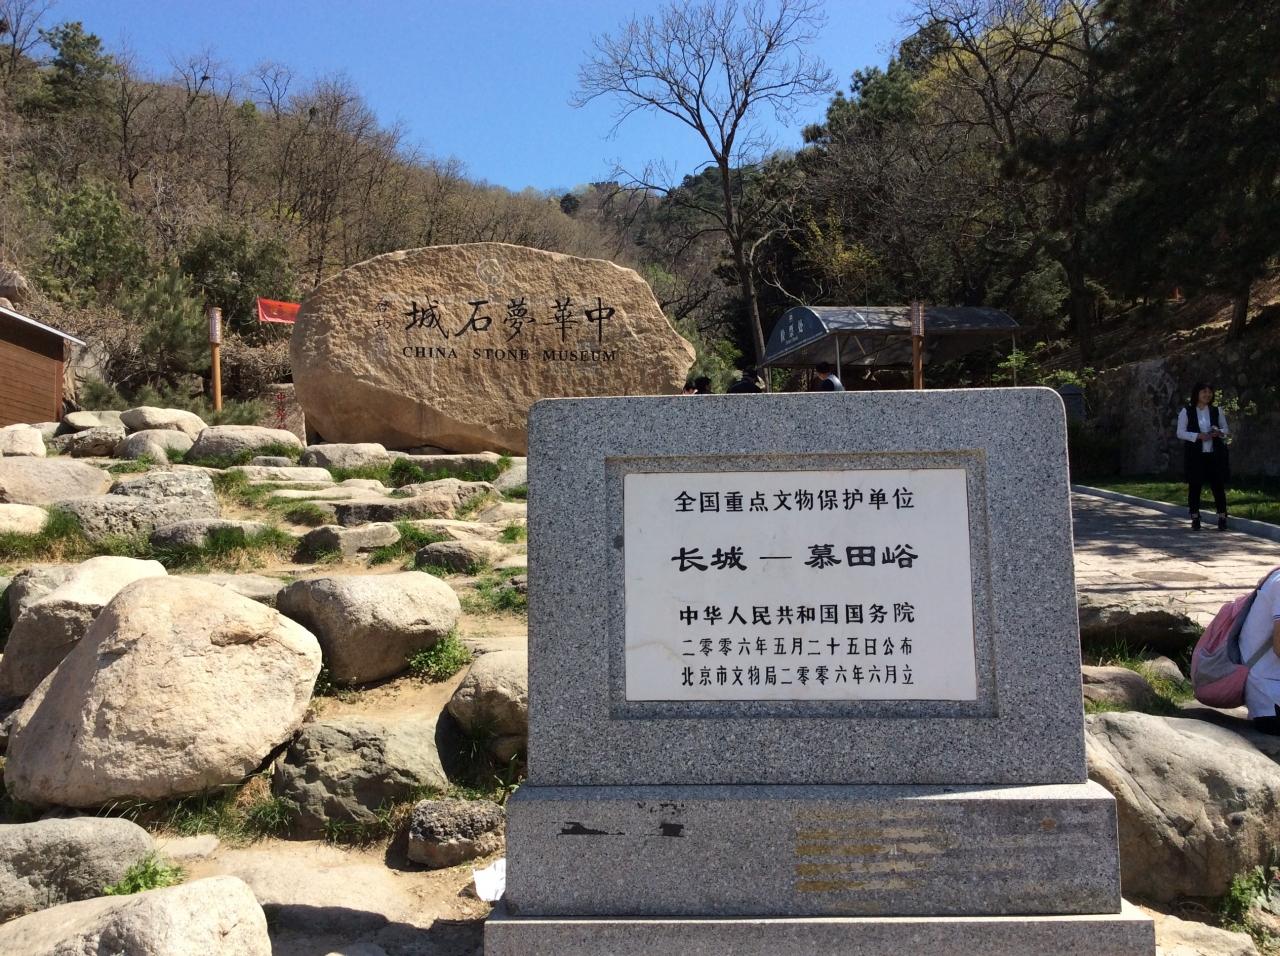 城石夢華中
CHINA STONE MUSEUM
全国重点文物保护单位
长城—慕田峪
中华人民共和国国务院
二零零六年五月二十五日公布
北京市文物局二零零六年六月立